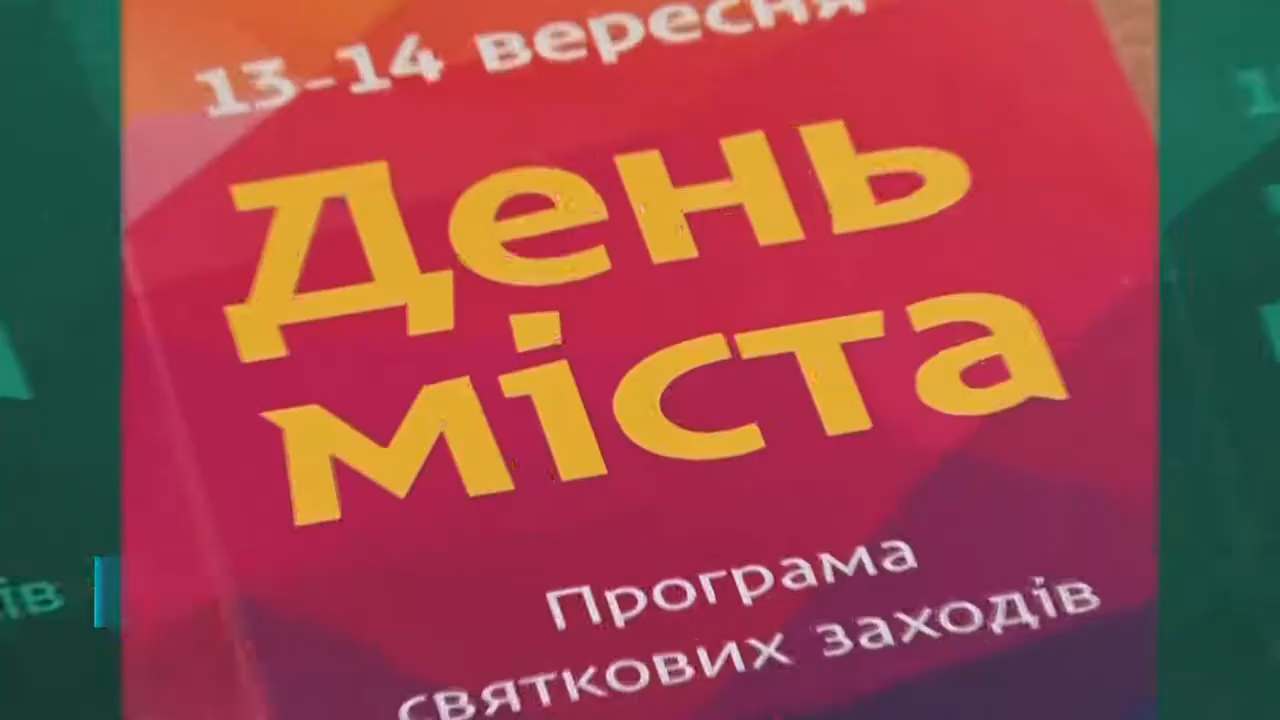 13-14 вересня
День
міста
Програма
святкових заходів